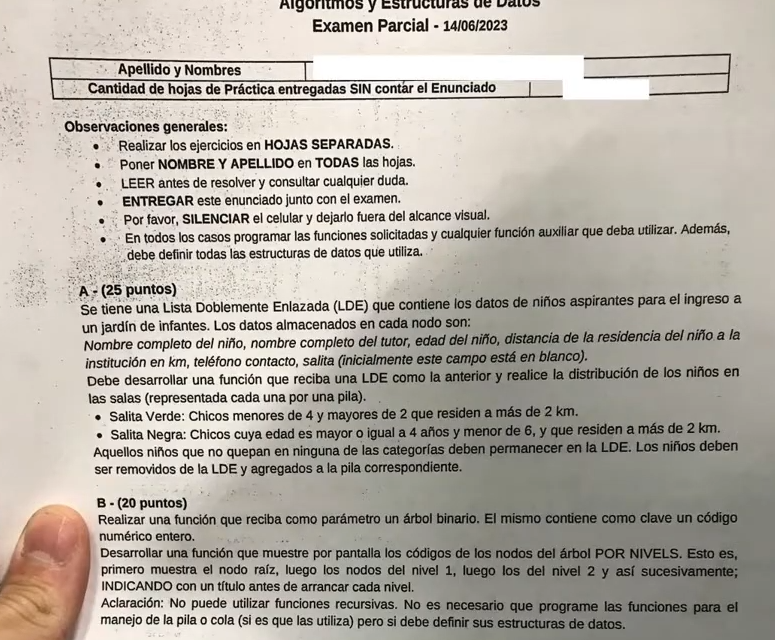 Algoritmos y Estructuras de Datos
Examen Parcial - 14/06/2023
Apellido y Nombres
Cantidad de hojas de Práctica entregadas SIN contar el Enunciado
Observaciones generales:
• Realizar los ejercicios en HOJAS SEPARADAS.
• Poner NOMBRE Y APELLIDO en TODAS las hojas.
• LEER antes de resolver y consultar cualquier duda.
• ENTREGAR este enunciado junto con el examen.
• Por favor, SILENCIAR el celular y dejarlo fuera del alcance visual.
• En todos los casos programar las funciones solicitadas y cualquier función auxiliar que deba utilizar. Además,
debe definir todas las estructuras de datos que utiliza.
A - (25 puntos)
Se tiene una Lista Doblemente Enlazada (LDE) que contiene los datos de niños aspirantes para el ingreso a
un jardín de infantes. Los datos almacenados en cada nodo son:
Nombre completo del niño, nombre completo del tutor, edad del niño, distancia de la residencia del niño a la
institución en km, teléfono contacto, salita (inicialmente este campo está en blanco).
Debe desarrollar una función que reciba una LDE como la anterior y realice la distribución de los niños en
las salas (representada cada una por una pila).
• Salita Verde: Chicos menores de 4 y mayores de 2 que residen a más de 2 km.
• Salita Negra: Chicos cuya edad es mayor o igual a 4 años y menor de 6, y que residen a más de 2 km.
Aquellos niños que no quepan en ninguna de las categorías deben permanecer en la LDE. Los niños deben
ser removidos de la LDE y agregados a la pila correspondiente.
B - (20 puntos)
Realizar una función que reciba como parámetro un árbol binario. El mismo contiene como clave un código
numérico entero.
Desarrollar una función que muestre por pantalla los códigos de los nodos del árbol POR NIVELS. Esto es,
primero muestra el nodo raíz, luego los nodos del nivel 1, luego los del nivel 2 y así sucesivamente;
INDICANDO con un título antes de arrancar cada nivel.
Aclaración: No puede utilizar funciones recursivas. No es necesario que programe las funciones para el
manejo de la pila o cola (si es que las utiliza) pero si debe definir sus estructuras de datos.